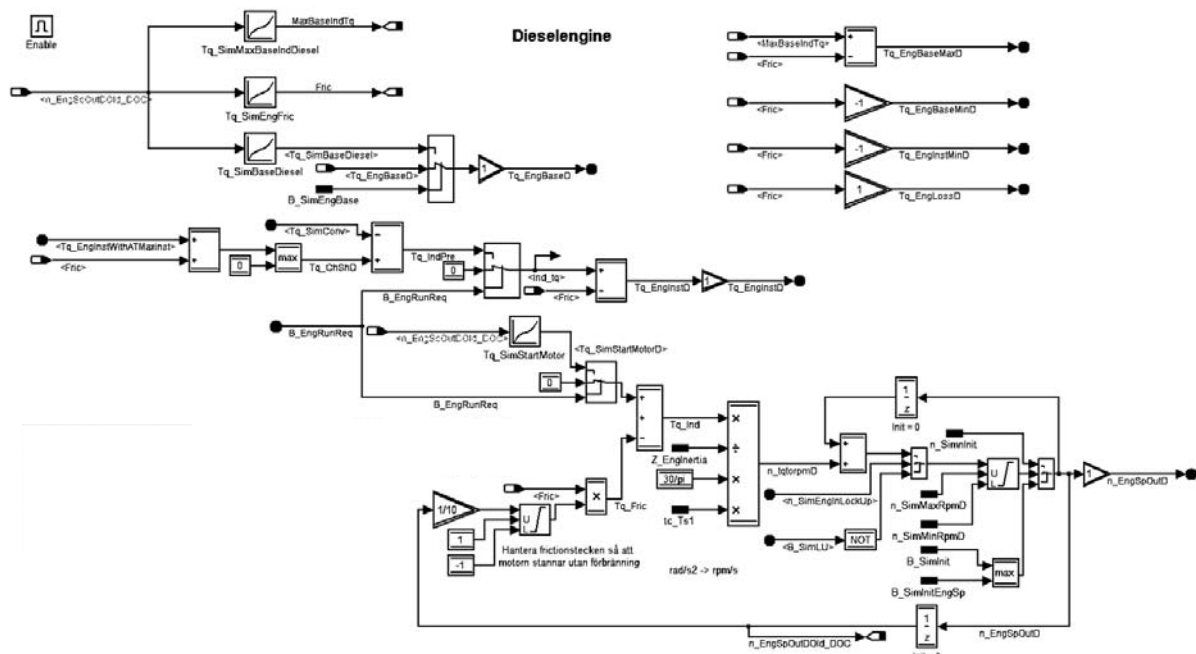 Enable
MaxBaseIndTq
Tq_SimMaxBaseIndDiesel
Dieselengine
<MaxBaseIndTq>
<Fric>
+
−
Tq_EngBaseMaxD
<n_EngSpOutDOld_DOC>
Fric
Tq_SimEngFric
<Fric>
-1
Tq_EngBaseMinD
<Tq_SimBaseDiesel>
Tq_SimBaseDiesel
<Tq_EngBaseD>
B_SimEngBase
1
Tq_EngBaseD
<Fric>
-1
Tq_EngInstMinD
<Fric>
1
Tq_EngLossD
<Tq_SimConv>
<Tq_EngInstWithATMaxInst>
<Fric>
+
+
0
max
Tq_ChShD
−
+
Tq_IndPre
0
B_EngRunReq
<Ind_tq>
<Fric>
+
−
Tq_EngInstD
1
Tq_EngInstD
B_EngRunReq
<n_EngSpOutDOld_DOC>
Tq_SimStartMotor
<Tq_SimStartMotorD>
0
B_EngRunReq
+
+
−
Tq_Ind
Z_EngInertia
30/pi
tc_Ts1
×
÷
×
×
n_tqforpmD
1
z
Init = 0
+
+
n_SimnInit
<n_SimEngInLockUp>
<B_SimLU>
NOT
U
L
n_SimMaxRpmD
n_SimMinRpmD
B_SimInit
B_SimInitEngSp
max
1
n_EngSpOutD
<Fric>
×
Tq_Fric
1/10
1
-1
U
L
Hantera frictionstecken så att
motorn stannar utan förbränning
rad/s2 -> rpm/s
n_EngSpOutDOld_DOC
1
z
n_EngSpOutD